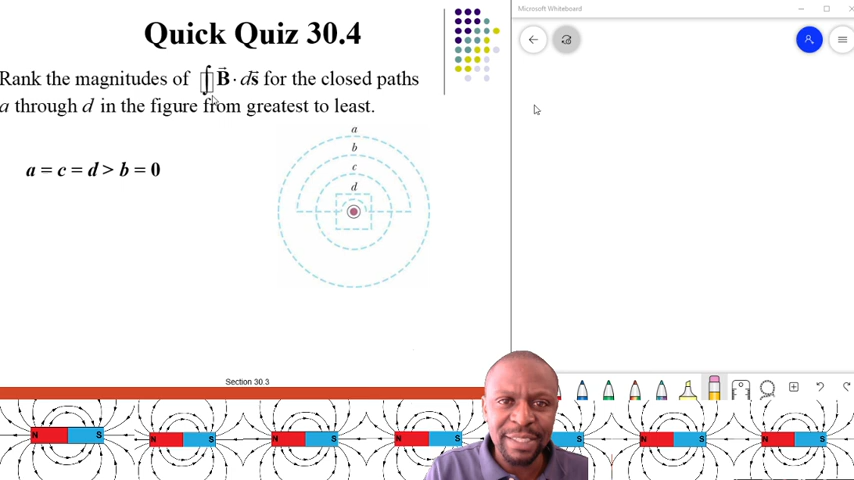 Quick Quiz 30.4
Microsoft Whiteboard
Rank the magnitudes of ∮ B⃗ · ds⃗ for the closed paths
a through d in the figure from greatest to least.
a = c = d > b = 0
a
b
c
d
Section 30.3
N S
N S
N S
N S
S
N S
N S